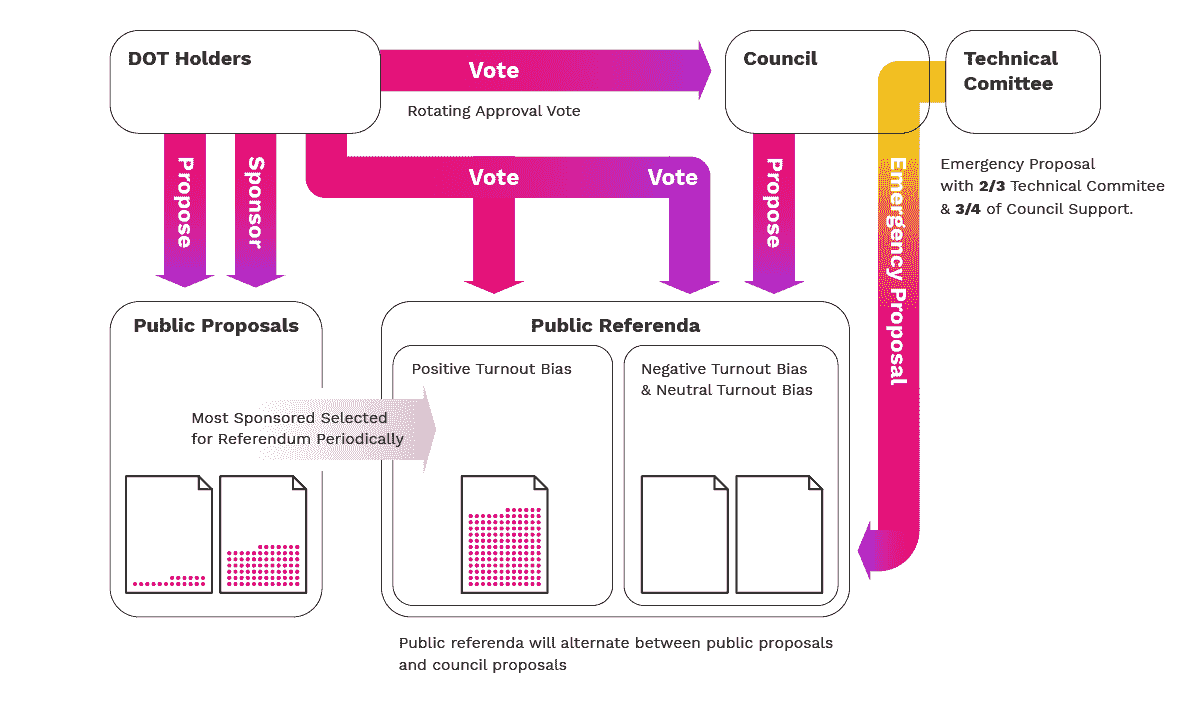 DOT Holders
Vote
Rotating Approval Vote
Council
Technical
Comittee
Propose
Sponsor
Vote
Vote
Propose
Emergency Proposal
Emergency Proposal
with 2/3 Technical Commitee
& 3/4 of Council Support.
Public Proposals
Most Sponsored Selected
for Referendum Periodically
Public Referenda
Positive Turnout Bias
Negative Turnout Bias
& Neutral Turnout Bias
Public referenda will alternate between public proposals
and council proposals